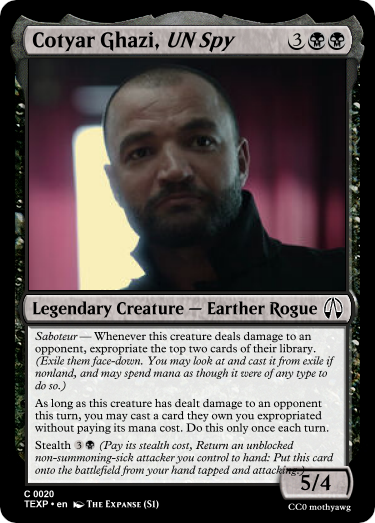 Cotyar Ghazi, UN Spy 3
Legendary Creature — Earther Rogue
Saboteur — Whenever this creature deals damage to an
opponent, expropriate the top two cards of their library.
(Exile them face-down. You may look at and cast it from exile if
nonland, and may spend mana as though it were of any type to
do so.)
As long as this creature has dealt damage to an opponent
this turn, you may cast a card they own you expropriated
without paying its mana cost. Do this only once each turn.
Stealth 3 (Pay its stealth cost, Return an unblocked
non-summoning-sick attacker you control to hand: Put this card
onto the battlefield from your hand tapped and attacking.)
5/4
C 0020
TEXP • en The Expanse (S1)
CC0 mothyawg